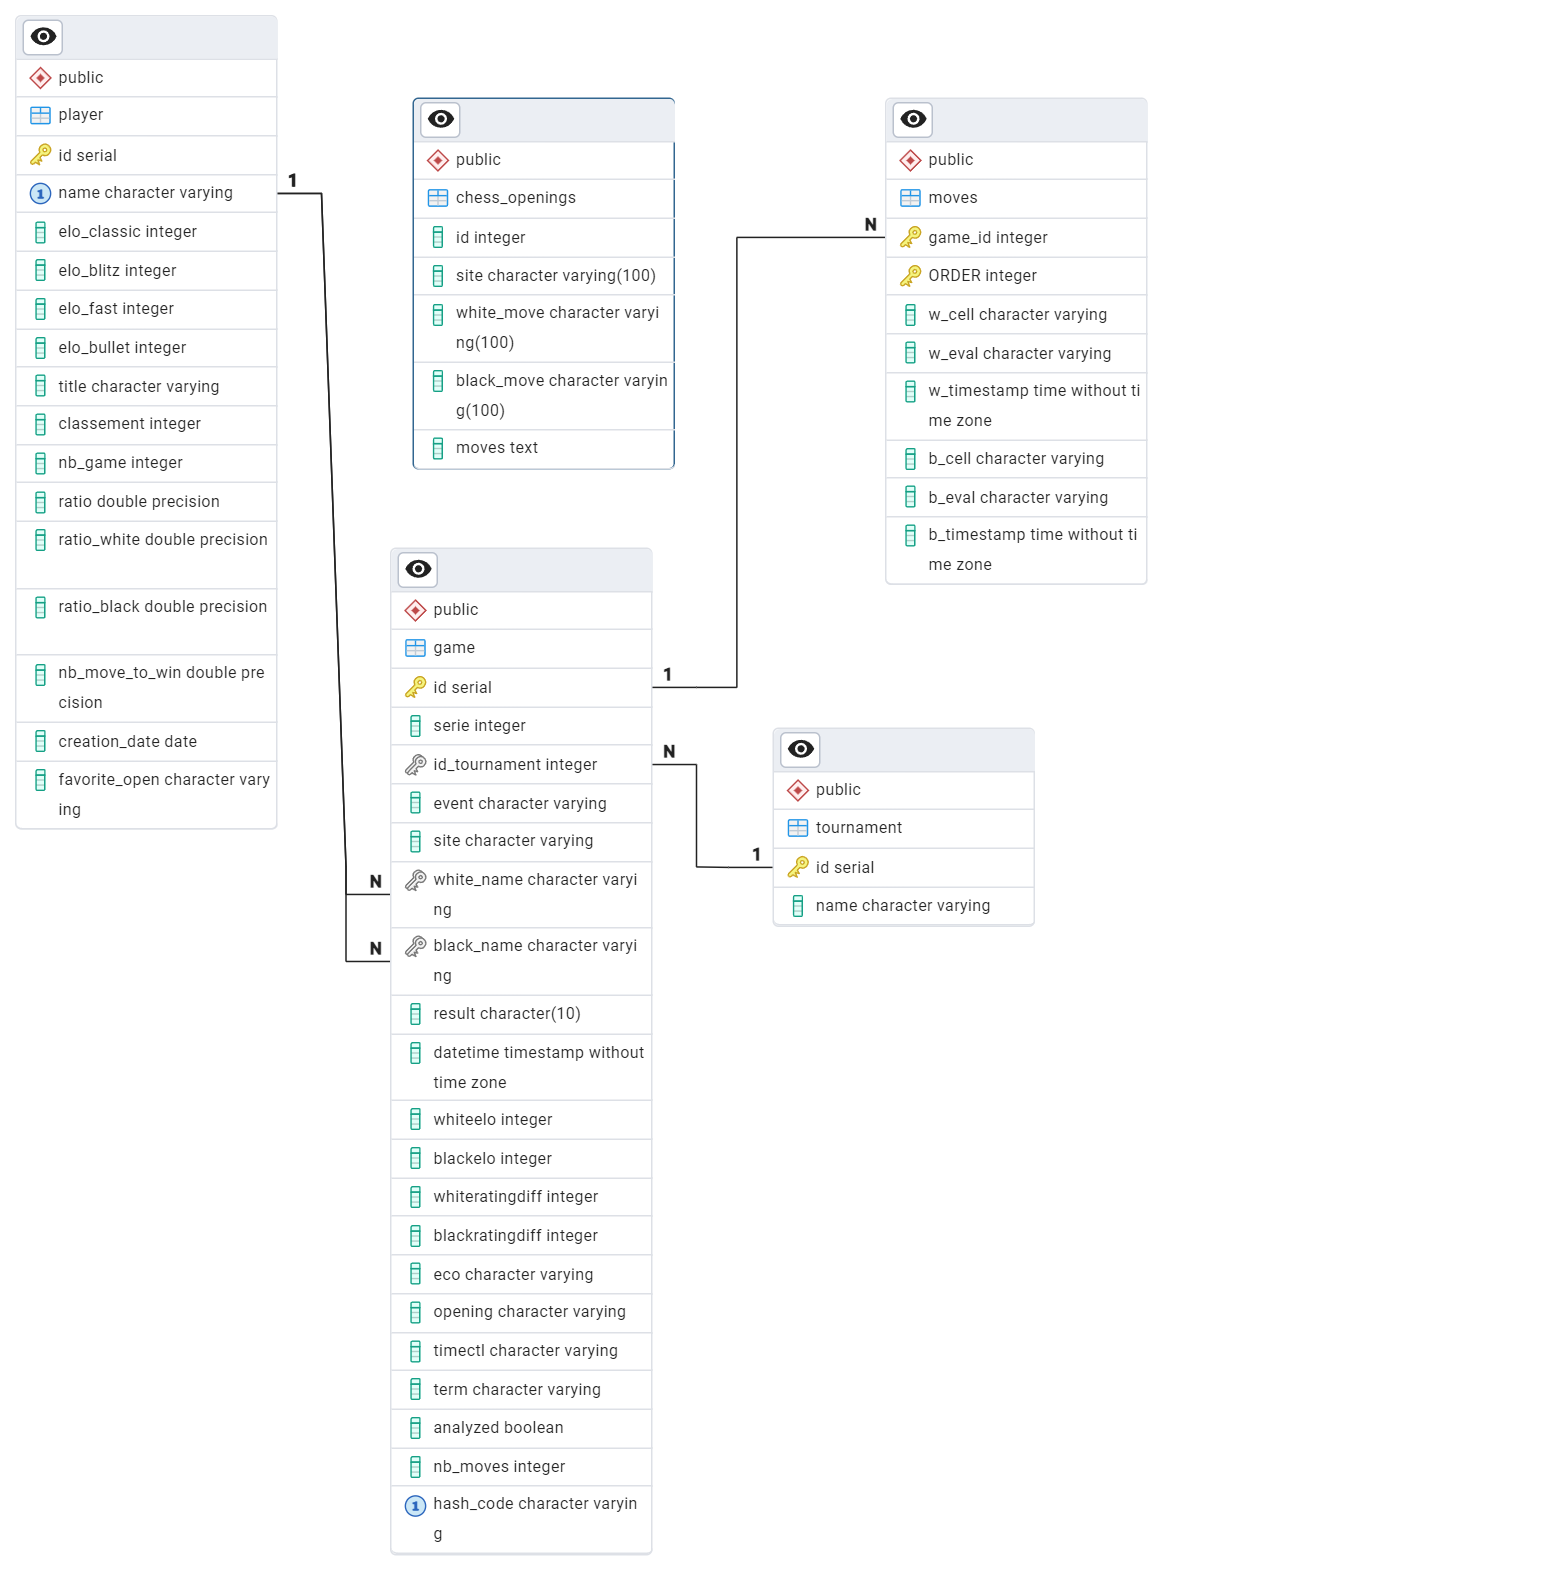 public
player
id serial
1
name character varying
elo_classic integer
elo_blitz integer
elo_fast integer
elo_bullet integer
title character varying
classement integer
nb_game integer
ratio double precision
ratio_white double precision
ratio_black double precision
nb_move_to_win double pre
cision
creation_date date
favorite_open character vary
ing
1
public
chess_openings
id integer
site character varying(100)
white_move character varyi
ng(100)
black_move character varyin
g(100)
moves text
public
moves
N
game_id integer
ORDER integer
w_cell character varying
w_eval character varying
w_timestamp time without ti
me zone
b_cell character varying
b_eval character varying
b_timestamp time without ti
me zone
public
game
id serial
1
serie integer
id_tournament integer
N
event character varying
site character varying
N
white_name character varyi
ng
N
black_name character varyi
ng
result character(10)
datetime timestamp without
time zone
whiteelo integer
blackelo integer
whiteratingdiff integer
blackratingdiff integer
eco character varying
opening character varying
timectl character varying
term character varying
analyzed boolean
nb_moves integer
1
hash_code character varyin
g
public
tournament
1
id serial
name character varying